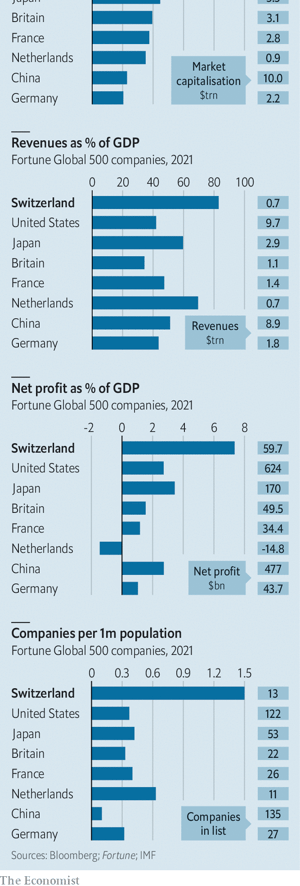 Britain 3.1
France 2.8
Netherlands 0.9
China 10.0
Germany 2.2
Market
capitalisation
$trn
Revenues as % of GDP
Fortune Global 500 companies, 2021
0 20 40 60 80 100
Switzerland 0.7
United States 9.7
Japan 2.9
Britain 1.1
France 1.4
Netherlands 0.7
China 8.9
Germany 1.8
Revenues
$trn
Net profit as % of GDP
Fortune Global 500 companies, 2021
-2 0 2 4 6 8
Switzerland 59.7
United States 624
Japan 170
Britain 49.5
France 34.4
Netherlands -14.8
China 477
Germany 43.7
Net profit
$bn
Companies per 1m population
Fortune Global 500 companies, 2021
0 0.3 0.6 0.9 1.2 1.5
Switzerland 13
United States 122
Japan 53
Britain 22
France 26
Netherlands 11
China 135
Germany 27
Companies
in list
Sources: Bloomberg; Fortune; IMF
The Economist